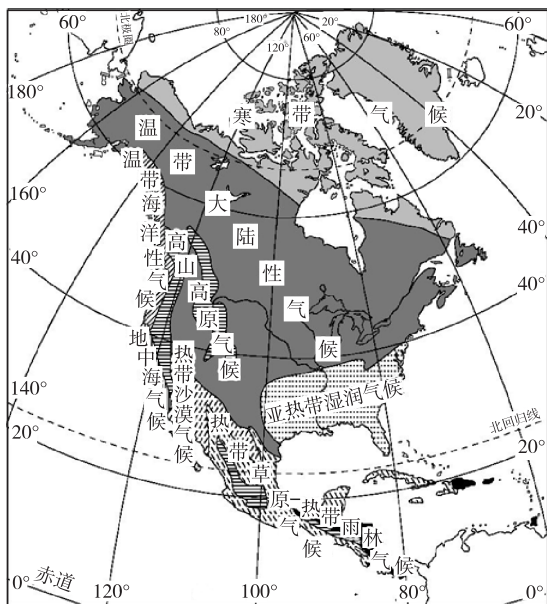 60°
北极圈
80°
180°
20°
120°
60°
60°
180°
20°
寒带气候
温带大陆性气候
160°
温带海洋性气候
高山高原气候
40°
40°
140°
地中海气候
热带沙漠气候
亚热带湿润气候
北回归线
20°
20°
热带草原气候
热带雨林气候
0°
赤道
120°
100°
80°
0°